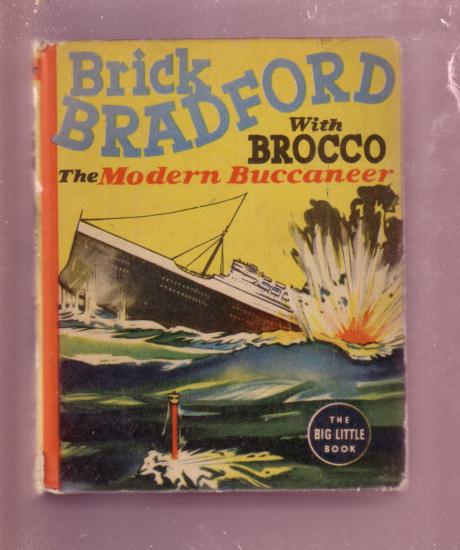 Brick
BRADFORD
With
BROCCO
The Modern Buccaneer
THE
BIG LITTLE
BOOK